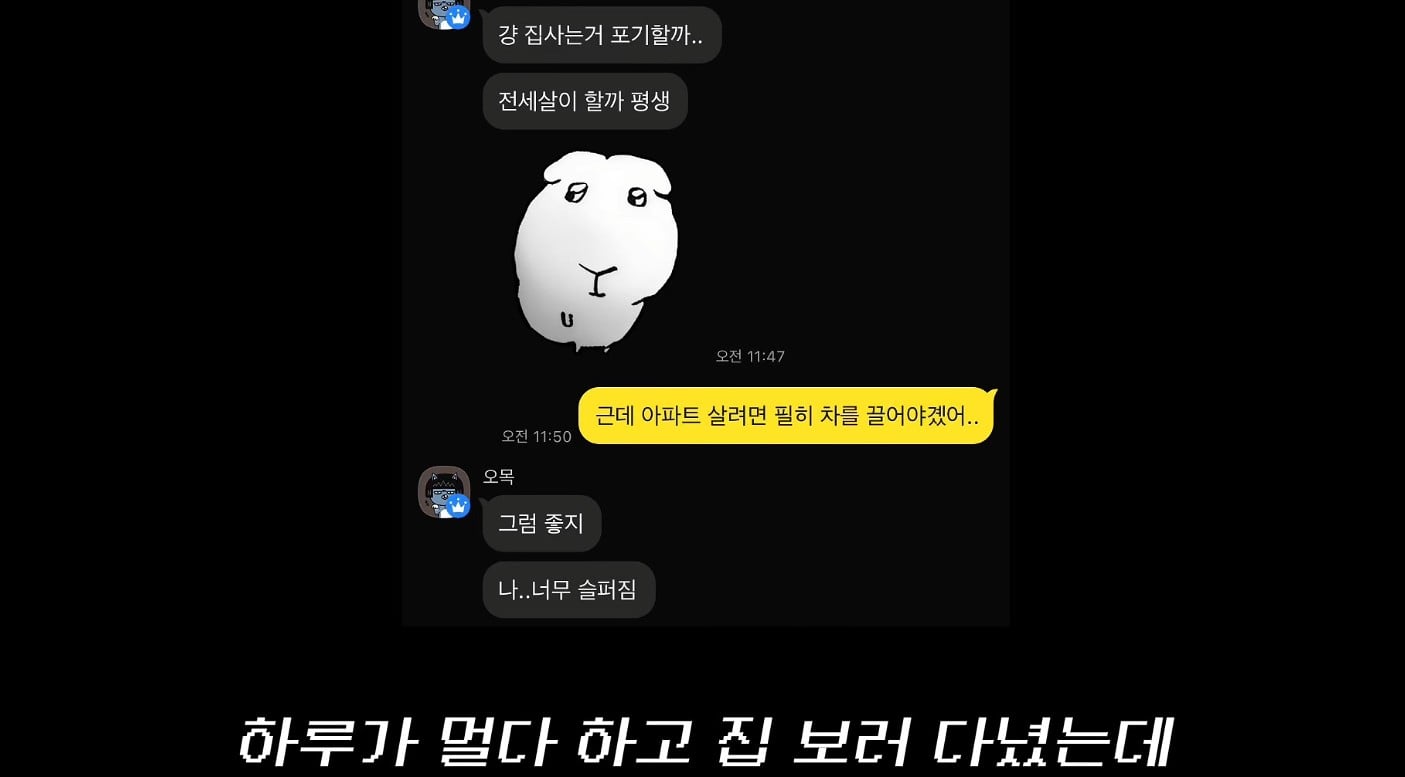 걍 집사는거 포기할까..
전세살이 할까 평생
오전 11:47
근데 아파트 살려면 필히 차를 끌어야곘어..
오전 11:50
오목
그럼 좋지
나..너무 슬퍼짐
하루가 멀다 하고 집 보러 다녔는데